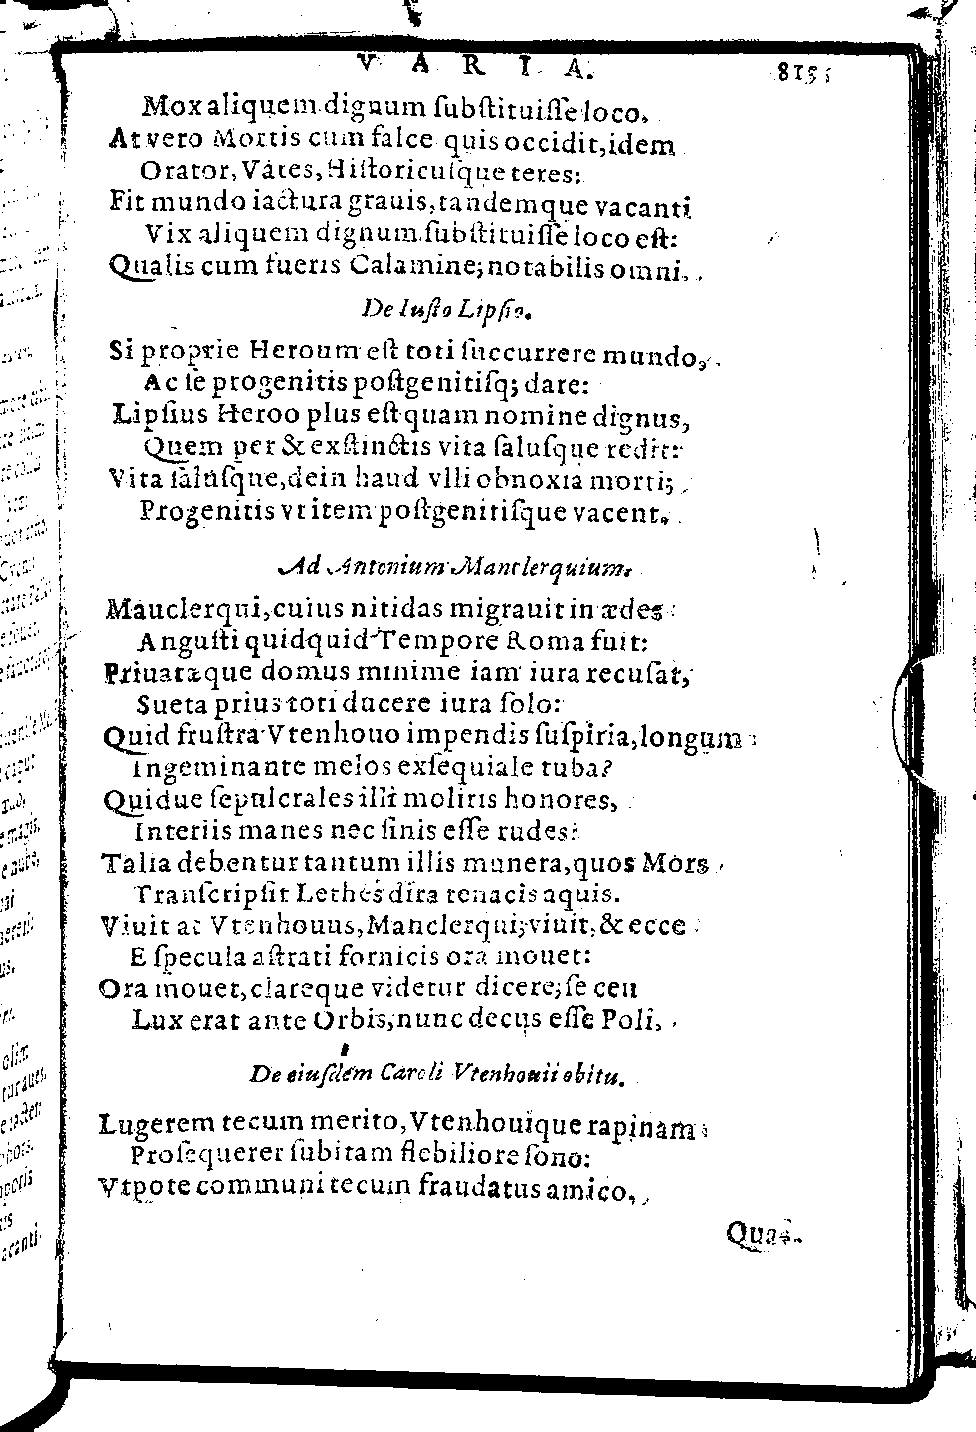 VARIA. 815
Mox aliquem dignum ſubſtituiſſe loco.
At vero Mortis cum falce quis occidit, idem
Orator, Vates, Hiſtoricuſque teres:
Fit mundo iactura grauis, tandemque vacanti
Vix aliquem dignum ſubſtituiſſe loco eſt:
Qualis cum fueris Calamine; notabilis omni.
De Iuſto Lipſio.
Si proprie Heroum eſt toti ſuccurrere mundo,
Ac ſe progenitis poſtgenitiſq; dare:
Lipſius Heroo plus eſt quam nomine dignus,
Quem per & exſtinctis vita ſaluſque redit:
Vita ſaluſque, dein haud vlli obnoxia morti;
Progenitis vt item poſtgenitiſque vacent.
Ad Antonium Manclerquium.
Mauclerqui, cuius nitidas migrauit in ædes
Anguſti quidquid Tempore Roma fuit:
Priuatæque domus minime iam iura recuſat,
Sueta prius toti ducere iura ſolo:
Quid fruſtra Vtenhouo impendis ſuſpiria, longum
Ingeminante melos exſequiale tuba?
Quidue ſepulcrales illi moliris honores,
Interiis manes nec ſinis eſſe rudes?
Talia debentur tantum illis munera, quos Mors
Tranſcripſit Lethes dira tenacis aquis.
Viuit at Vtenhouus, Manclerqui; viuit, & ecce
E ſpecula aſtrati fornicis ora mouet:
Ora mouet, clareque videtur dicere; ſe ceu
Lux erat ante Orbis, nunc decus eſſe Poli.
De eiuſdem Caroli Vtenhouii obitu.
Lugerem tecum merito, Vtenhouique rapinam
Proſequerer ſubitam flebiliore ſono:
Vtpote communi tecum fraudatus amico,